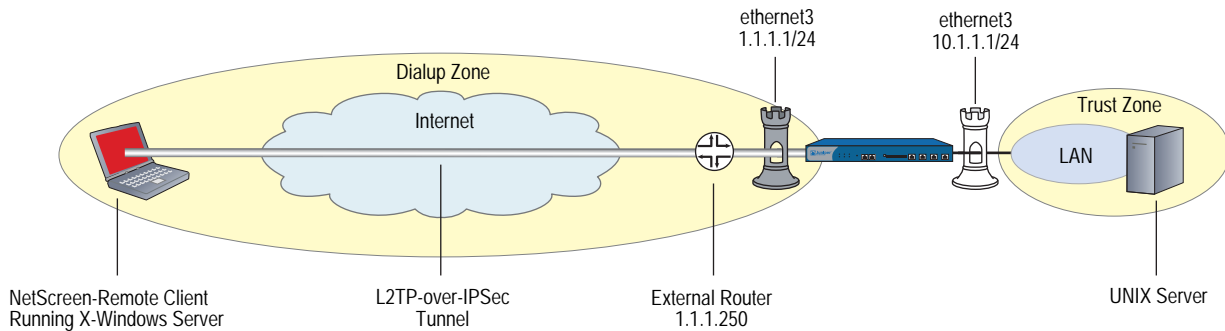 ethernet3
1.1.1.1/24
ethernet3
10.1.1.1/24
Dialup Zone
Internet
Trust Zone
LAN
NetScreen-Remote Client
Running X-Windows Server
L2TP-over-IPSec
Tunnel
External Router
1.1.1.250
UNIX Server